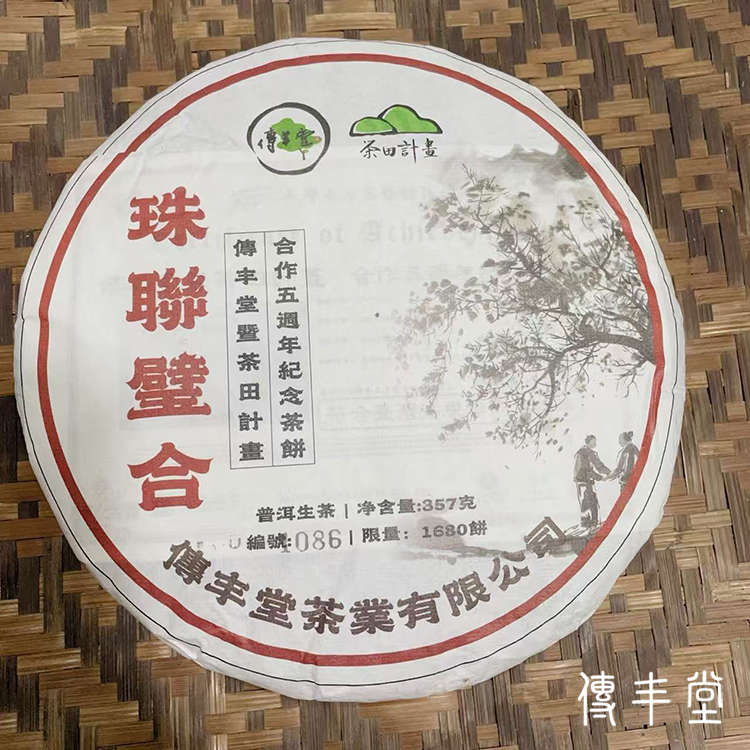 傳丰堂
茶田計畫
珠聯璧合
合作五週年紀念茶餅
傳丰堂暨茶田計畫
普洱生茶 | 净含量:357克
編號:1086 | 限量: 1680餅
傳丰堂茶業有限公司
傳丰堂